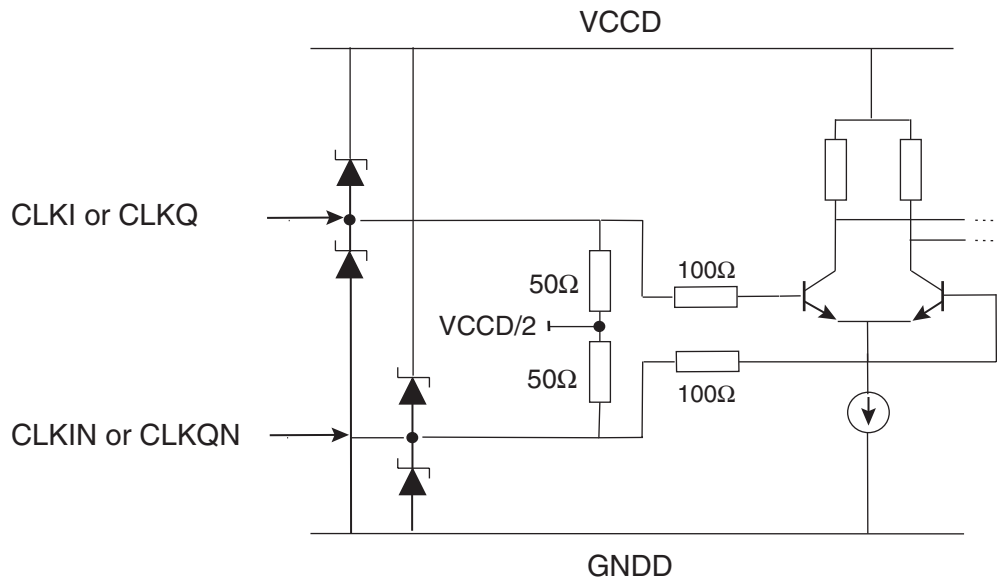 VCCD
CLKI or CLKQ
50Ω
100Ω
VCCD/2
50Ω
100Ω
CLKIN or CLKQN
GNDD